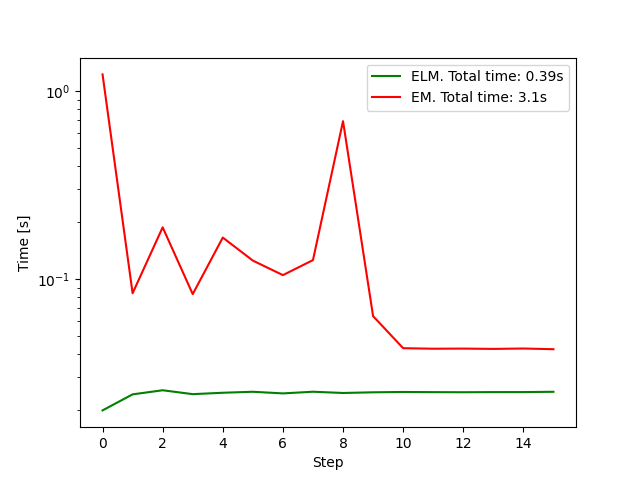 ELM. Total time: 0.39s
EM. Total time: 3.1s
10⁰
10⁻¹
Time [s]
0 2 4 6 8 10 12 14
Step